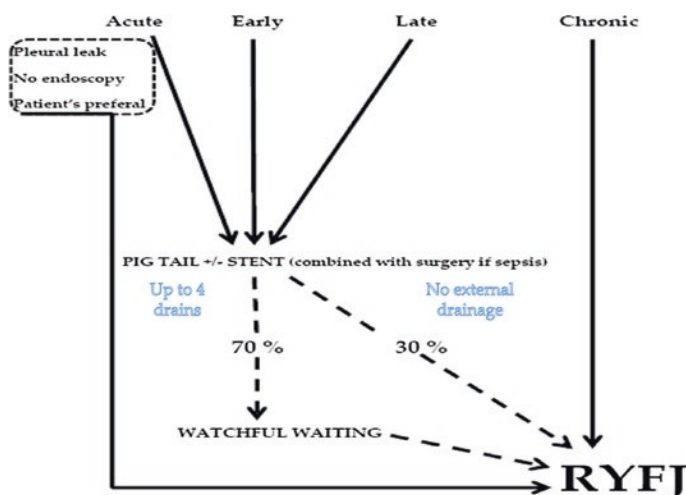 Acute Early Late Chronic
Pleural leak
No endoscopy
Patient's preferal
PIG TAIL +/- STENT (combined with surgery if sepsis)
Up to 4
drains
No external
drainage
70 %
30 %
WATCHFUL WAITING
RYFJ